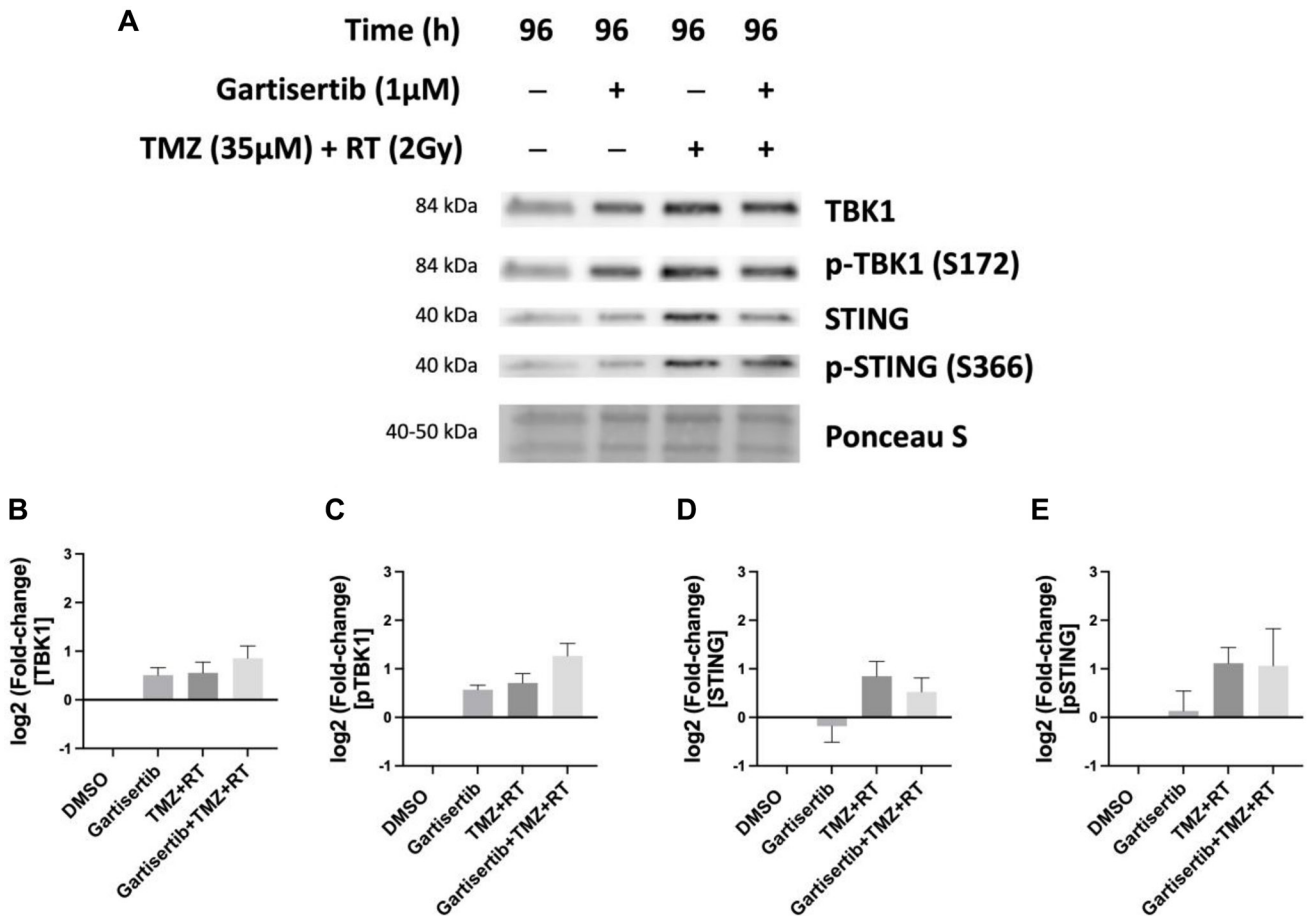 A
Time (h) 96 96 96 96
Gartisertib (1µM) – + – +
TMZ (35µM) + RT (2Gy) – – + +
84 kDa TBK1
84 kDa p-TBK1 (S172)
40 kDa STING
40 kDa p-STING (S366)
40-50 kDa Ponceau S
B
log2 (Fold-change)
[TBK1]
3
2
1
0
-1
DMSO
Gartisertib
TMZ+RT
Gartisertib+TMZ+RT
C
log2 (Fold-change)
[pTBK1]
3
2
1
0
-1
DMSO
Gartisertib
TMZ+RT
Gartisertib+TMZ+RT
D
log2 (Fold-change)
[STING]
3
2
1
0
-1
DMSO
Gartisertib
TMZ+RT
Gartisertib+TMZ+RT
E
log2 (Fold-change)
[pSTING]
3
2
1
0
-1
DMSO
Gartisertib
TMZ+RT
Gartisertib+TMZ+RT